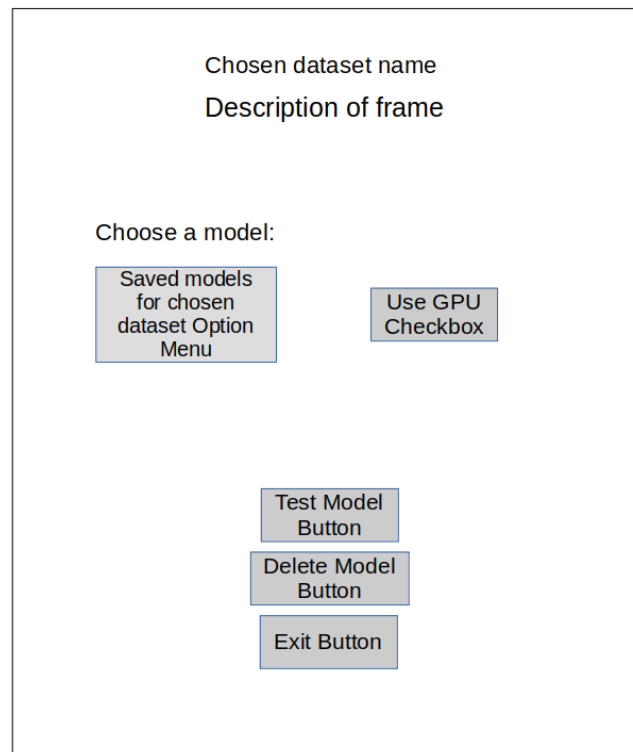 Chosen dataset name
Description of frame
Choose a model:
Saved models
for chosen
dataset Option
Menu
Use GPU
Checkbox
Test Model
Button
Delete Model
Button
Exit Button